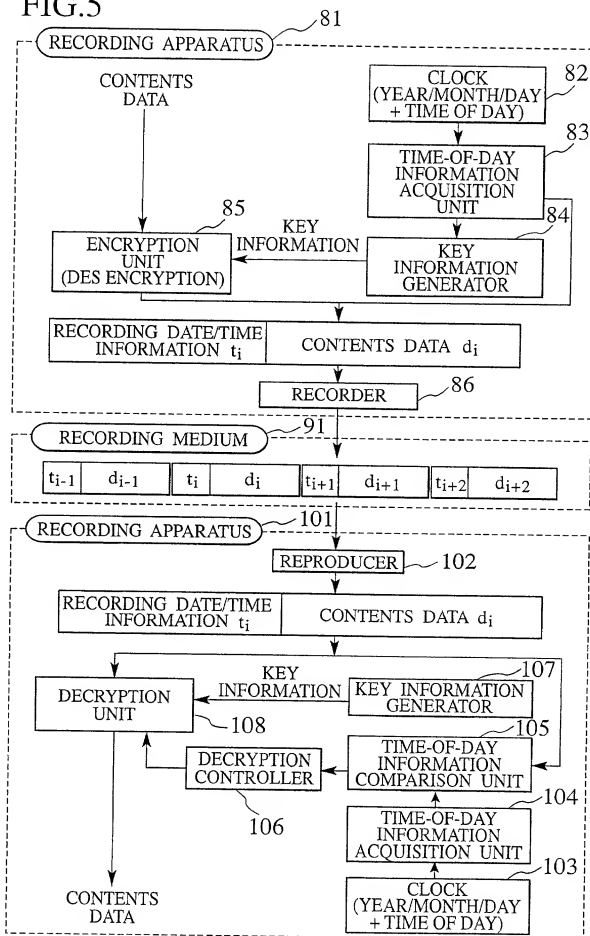 FIG.5
RECORDING APPARATUS
81
CONTENTS
DATA
CLOCK
(YEAR/MONTH/DAY
+ TIME OF DAY)
82
TIME-OF-DAY
INFORMATION
ACQUISITION
UNIT
83
85
ENCRYPTION
UNIT
(DES ENCRYPTION)
KEY
INFORMATION
84
KEY
INFORMATION
GENERATOR
RECORDING DATE/TIME
INFORMATION ti
CONTENTS DATA di
RECORDER
86
RECORDING MEDIUM
91
ti-1 di-1 ti di ti+1 di+1 ti+2 di+2
RECORDING APPARATUS
101
REPRODUCER
102
RECORDING DATE/TIME
INFORMATION ti
CONTENTS DATA di
DECRYPTION
UNIT
108
KEY
INFORMATION
107
KEY INFORMATION
GENERATOR
105
TIME-OF-DAY
INFORMATION
COMPARISON UNIT
DECRYPTION
CONTROLLER
106
104
TIME-OF-DAY
INFORMATION
ACQUISITION UNIT
103
CLOCK
(YEAR/MONTH/DAY
+ TIME OF DAY)
CONTENTS
DATA